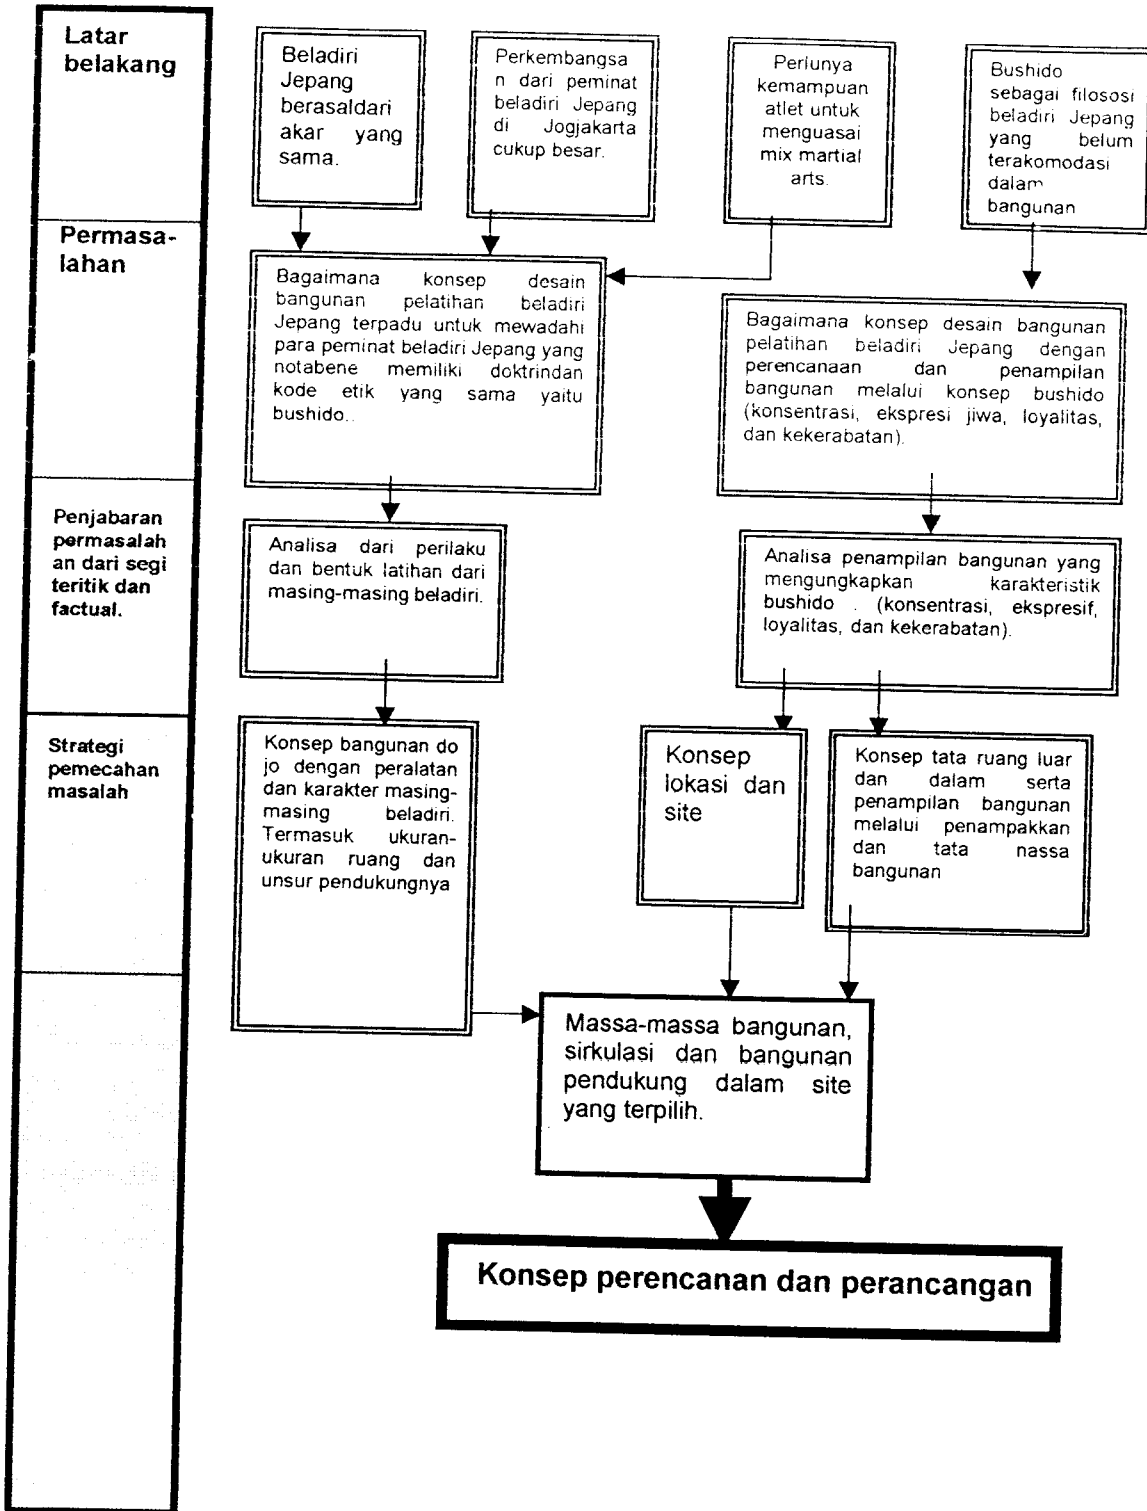 Latar
belakang
Beladiri
Jepang
berasaldari
akar yang
sama.
Perkembangsa
n dari peminat
beladiri Jepang
di Jogjakarta
cukup besar.
Perlunya
kemampuan
atlet untuk
menguasai
mix martial
arts.
Bushido
sebagai filososi
beladiri Jepang
yang belum
terakomodasi
dalam
bangunan
Permasa-
lahan
Bagaimana konsep desain
bangunan pelatihan beladiri
Jepang terpadu untuk mewadahi
para peminat beladiri Jepang yang
notabene memiliki doktrindan
kode etik yang sama yaitu
bushido..
Bagaimana konsep desain bangunan
pelatihan beladiri Jepang dengan
perencanaan dan penampilan
bangunan melalui konsep bushido
(konsentrasi, ekspresi jiwa, loyalitas,
dan kekerabatan).
Penjabaran
permasalah
an dari segi
teritik dan
factual.
Analisa dari perilaku
dan bentuk latihan dari
masing-masing beladiri.
Analisa penampilan bangunan yang
mengungkapkan karakteristik
bushido . (konsentrasi, ekspresif,
loyalitas, dan kekerabatan).
Strategi
pemecahan
masalah
Konsep bangunan do
jo dengan peralatan
dan karakter masing-
masing beladiri.
Termasuk ukuran-
ukuran ruang dan
unsur pendukungnya
Konsep
lokasi dan
site
Konsep tata ruang luar
dan dalam serta
penampilan bangunan
melalui penampakkan
dan tata nassa
bangunan
Massa-massa bangunan,
sirkulasi dan bangunan
pendukung dalam site
yang terpilih.
Konsep perencanan dan perancangan